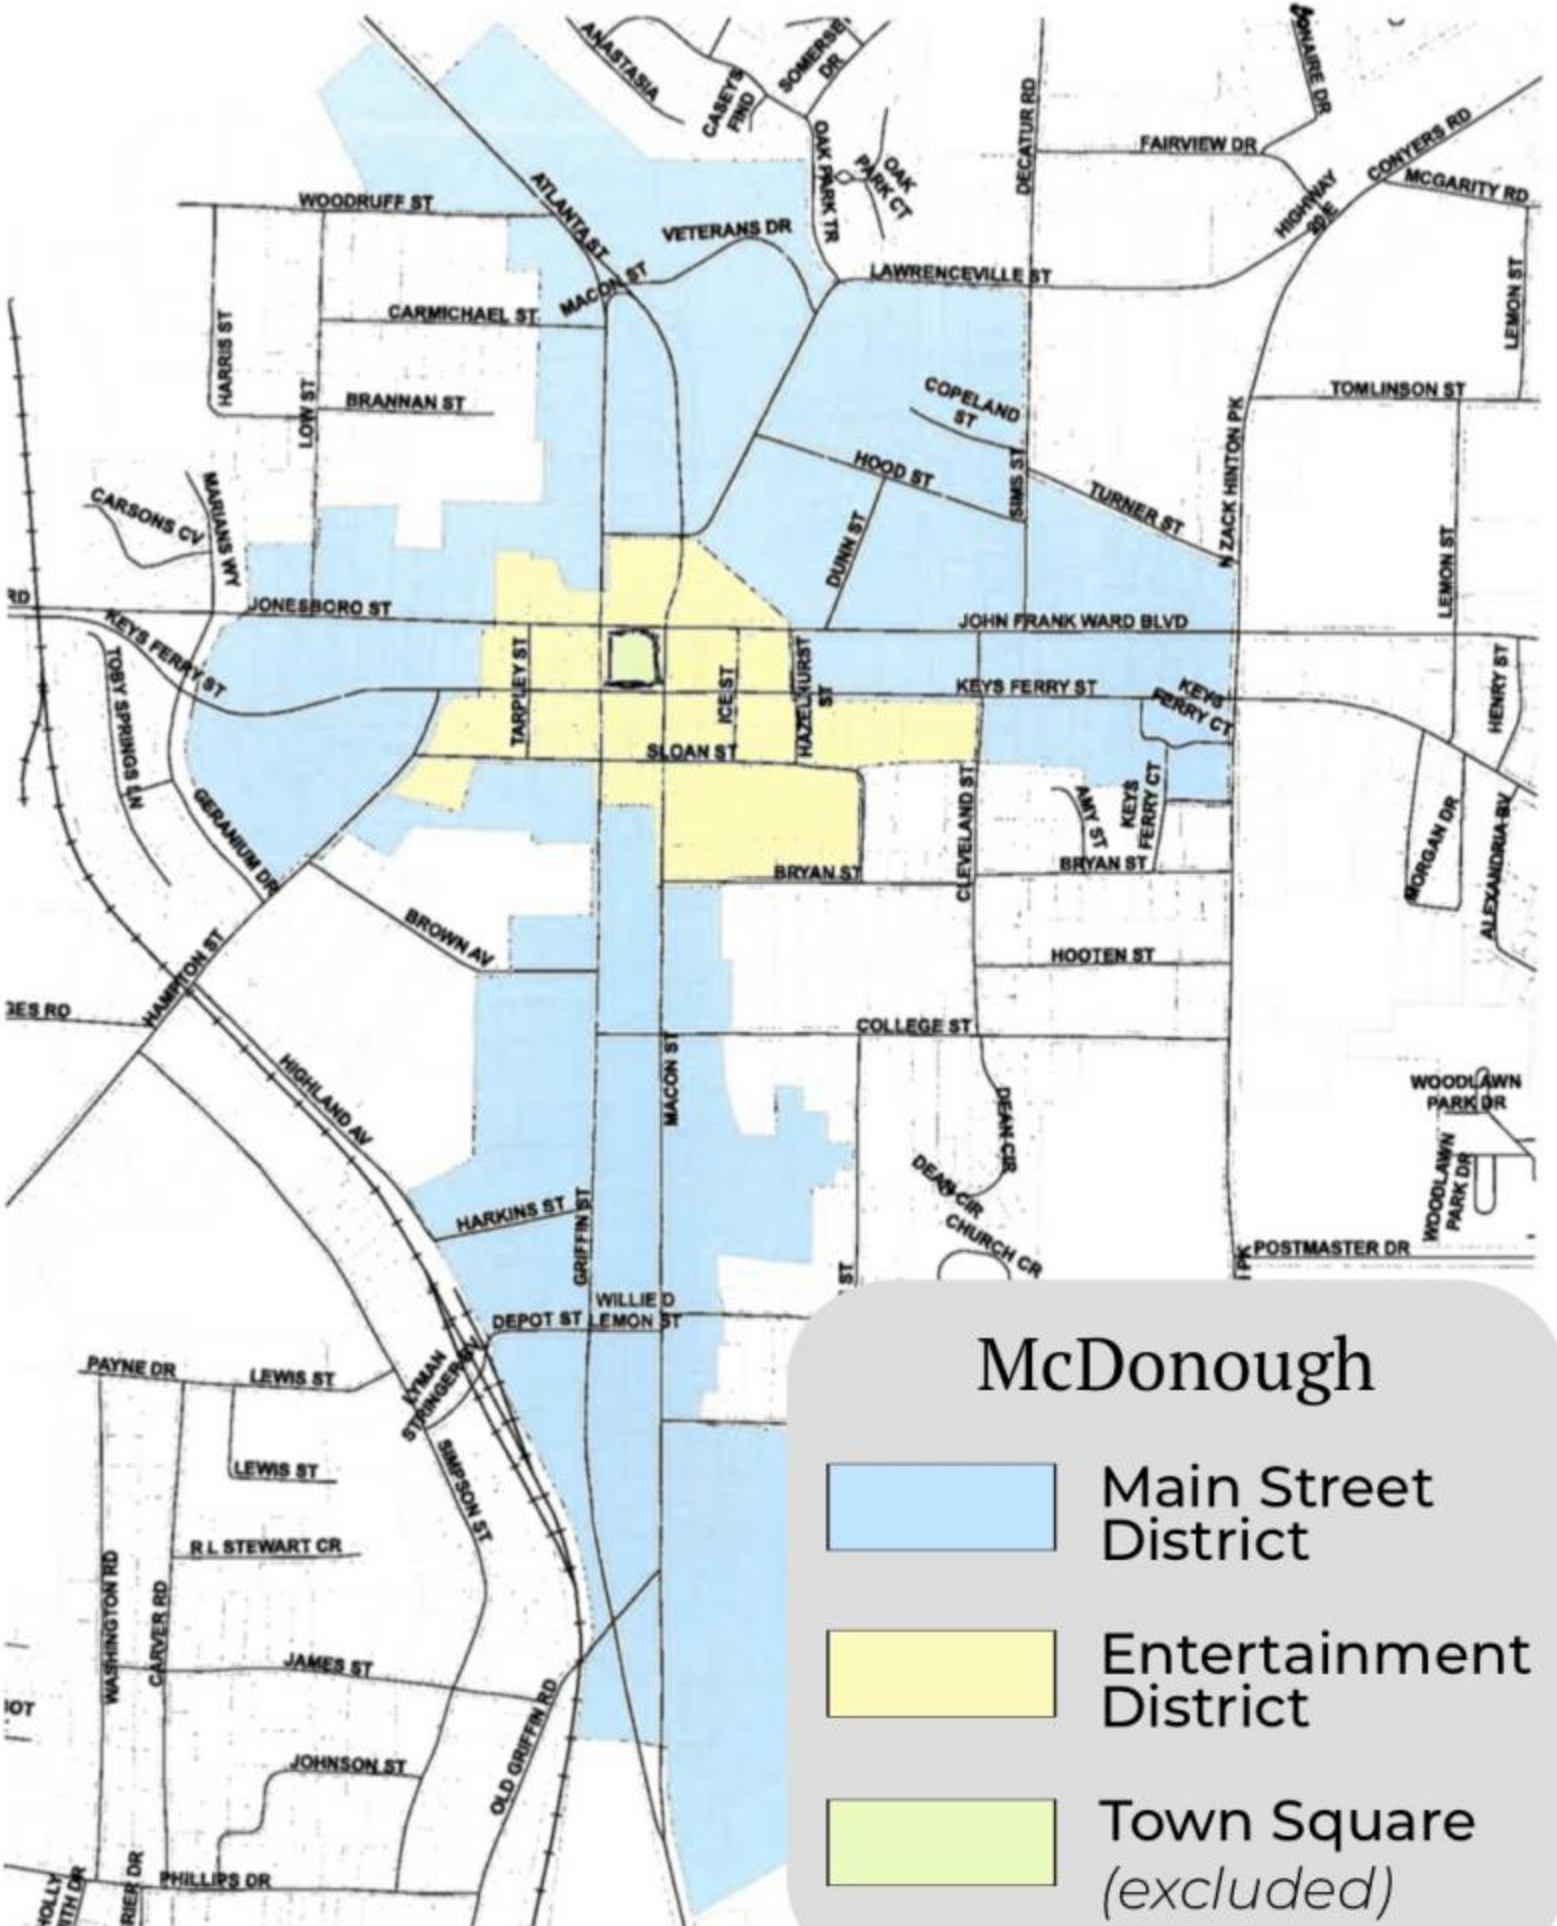 ANASTASIA
CASEYS
FIND
DR
OAK PARK TR
OAK
PARK CT
DECATUR RD
FAIRVIEW DR
CONYERS RD
MCGARITY RD
HIGHWAY
20 E
WOODRUFF ST
ATLANTA ST
VETERANS DR
MACON ST
LAWRENCEVILLE ST
LEMON ST
HARRIS ST
CARMICHAEL ST
LOW ST
BRANNAN ST
COPELAND
ST
TOMLINSON ST
N ZACK HINTON PK
HOOD ST
SIMS ST
TURNER ST
DUNN ST
CARSONS CV
MARIANS WY
LEMON ST
RD
JONESBORO ST
JOHN FRANK WARD BLVD
KEYS FERRY ST
TOBY SPRINGS LN
TARPLEY ST
ICE ST
HAZELHURST
ST
KEYS FERRY ST
KEYS
FERRY CT
HENRY ST
SLOAN ST
GERANIUM DR
CLEVELAND ST
AMY ST
KEYS
FERRY CT
MORGAN DR
ALEXANDRIA BV
BRYAN ST
BRYAN ST
BROWN AV
HAMPTON ST
HOOTEN ST
GES RD
COLLEGE ST
HIGHLAND AV
MACON ST
DEAN CIR
WOODLAWN
PARK DR
WOODLAWN
PARK DR
DEAN CIR
CHURCH CR
HARKINS ST
GRIFFIN ST
ST
PK
POSTMASTER DR
WILLIE D
DEPOT ST LEMON ST
PAYNE DR
LEWIS ST
STRINGER AV
LEWIS ST
SIMPSON ST
R L STEWART CR
WASHINGTON RD
CARVER RD
JAMES ST
OLD GRIFFIN RD
JOHNSON ST
PHILLIPS DR
McDonough
Main Street
District
Entertainment
District
Town Square
(excluded)